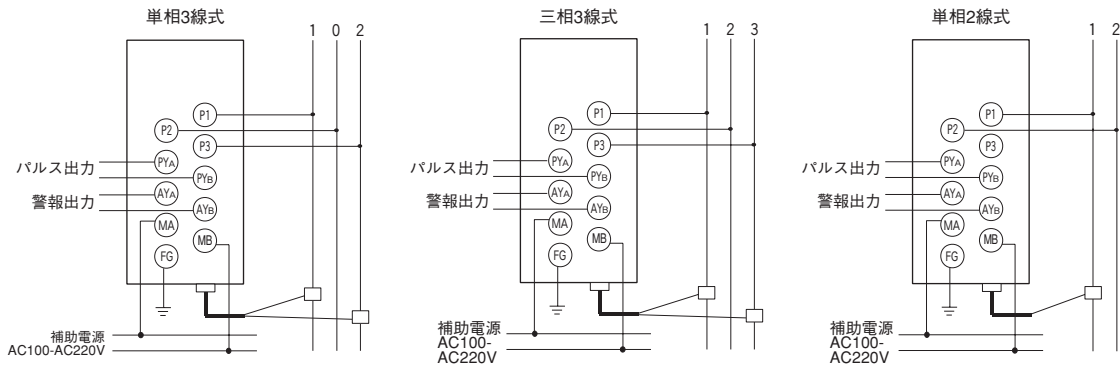 単相3線式
1 0 2
P1
P2
P3
パルス出力
PYA
PYB
警報出力
AYA
AYB
MA
MB
FG
補助電源
AC100-AC220V
三相3線式
1 2 3
P1
P2
P3
パルス出力
PYA
PYB
警報出力
AYA
AYB
MA
MB
FG
補助電源
AC100-
AC220V
単相2線式
1 2
P1
P2
P3
パルス出力
PYA
PYB
警報出力
AYA
AYB
MA
MB
FG
補助電源
AC100-
AC220V